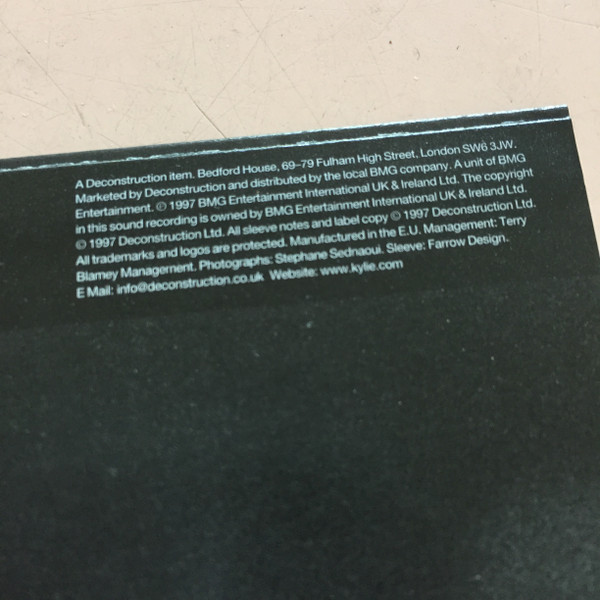 A Deconstruction item. Bedford House, 69–79 Fulham High Street, London SW6 3JW.
Marketed by Deconstruction and distributed by the local BMG company. A unit of BMG
Entertainment. ℗ 1997 BMG Entertainment International UK & Ireland Ltd. The copyright
in this sound recording is owned by BMG Entertainment International UK & Ireland Ltd.
© 1997 Deconstruction Ltd. All sleeve notes and label copy © 1997 Deconstruction Ltd.
All trademarks and logos are protected. Manufactured in the E.U. Management: Terry
Blamey Management. Photographs: Stephane Sednaoui. Sleeve: Farrow Design.
E Mail: info@deconstruction.co.uk Website: www.kylie.com